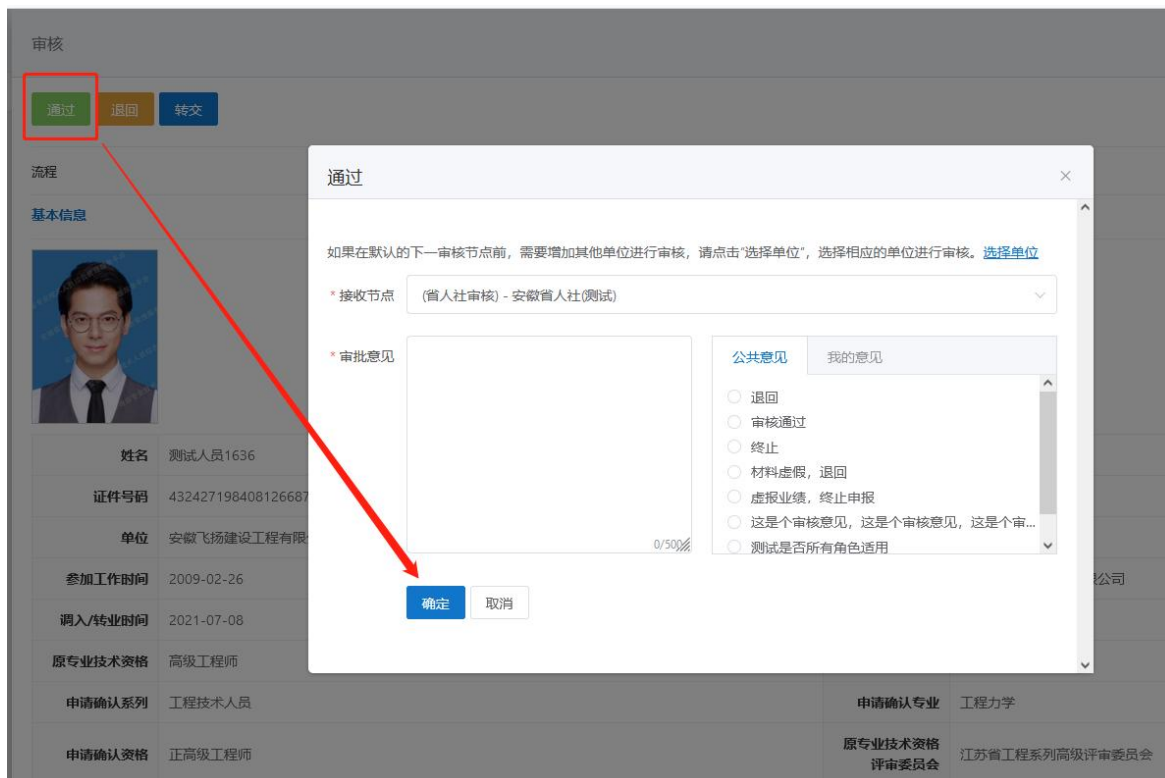 审核
通过 退回 转交
流程
基本信息
通过
如果在默认的下一审核节点前，需要增加其他单位进行审核，请点击“选择单位”，选择相应的单位进行审核。选择单位
* 接收节点 (省人社审核) - 安徽省人社(测试)
* 审批意见
0/500
公共意见 我的意见
退回
审核通过
终止
材料虚假，退回
虚报业绩，终止申报
这是个审核意见，这是个审核意见，这是个审...
测试是否所有角色适用
确定 取消
姓名 测试人员1636
证件号码 432427198408126687
单位 安徽飞扬建设工程有限
参加工作时间 2009-02-26 限公司
调入/转业时间 2021-07-08
原专业技术资格 高级工程师
申请确认系列 工程技术人员 申请确认专业 工程力学
申请确认资格 正高级工程师 原专业技术资格
评审委员会 江苏省工程系列高级评审委员会